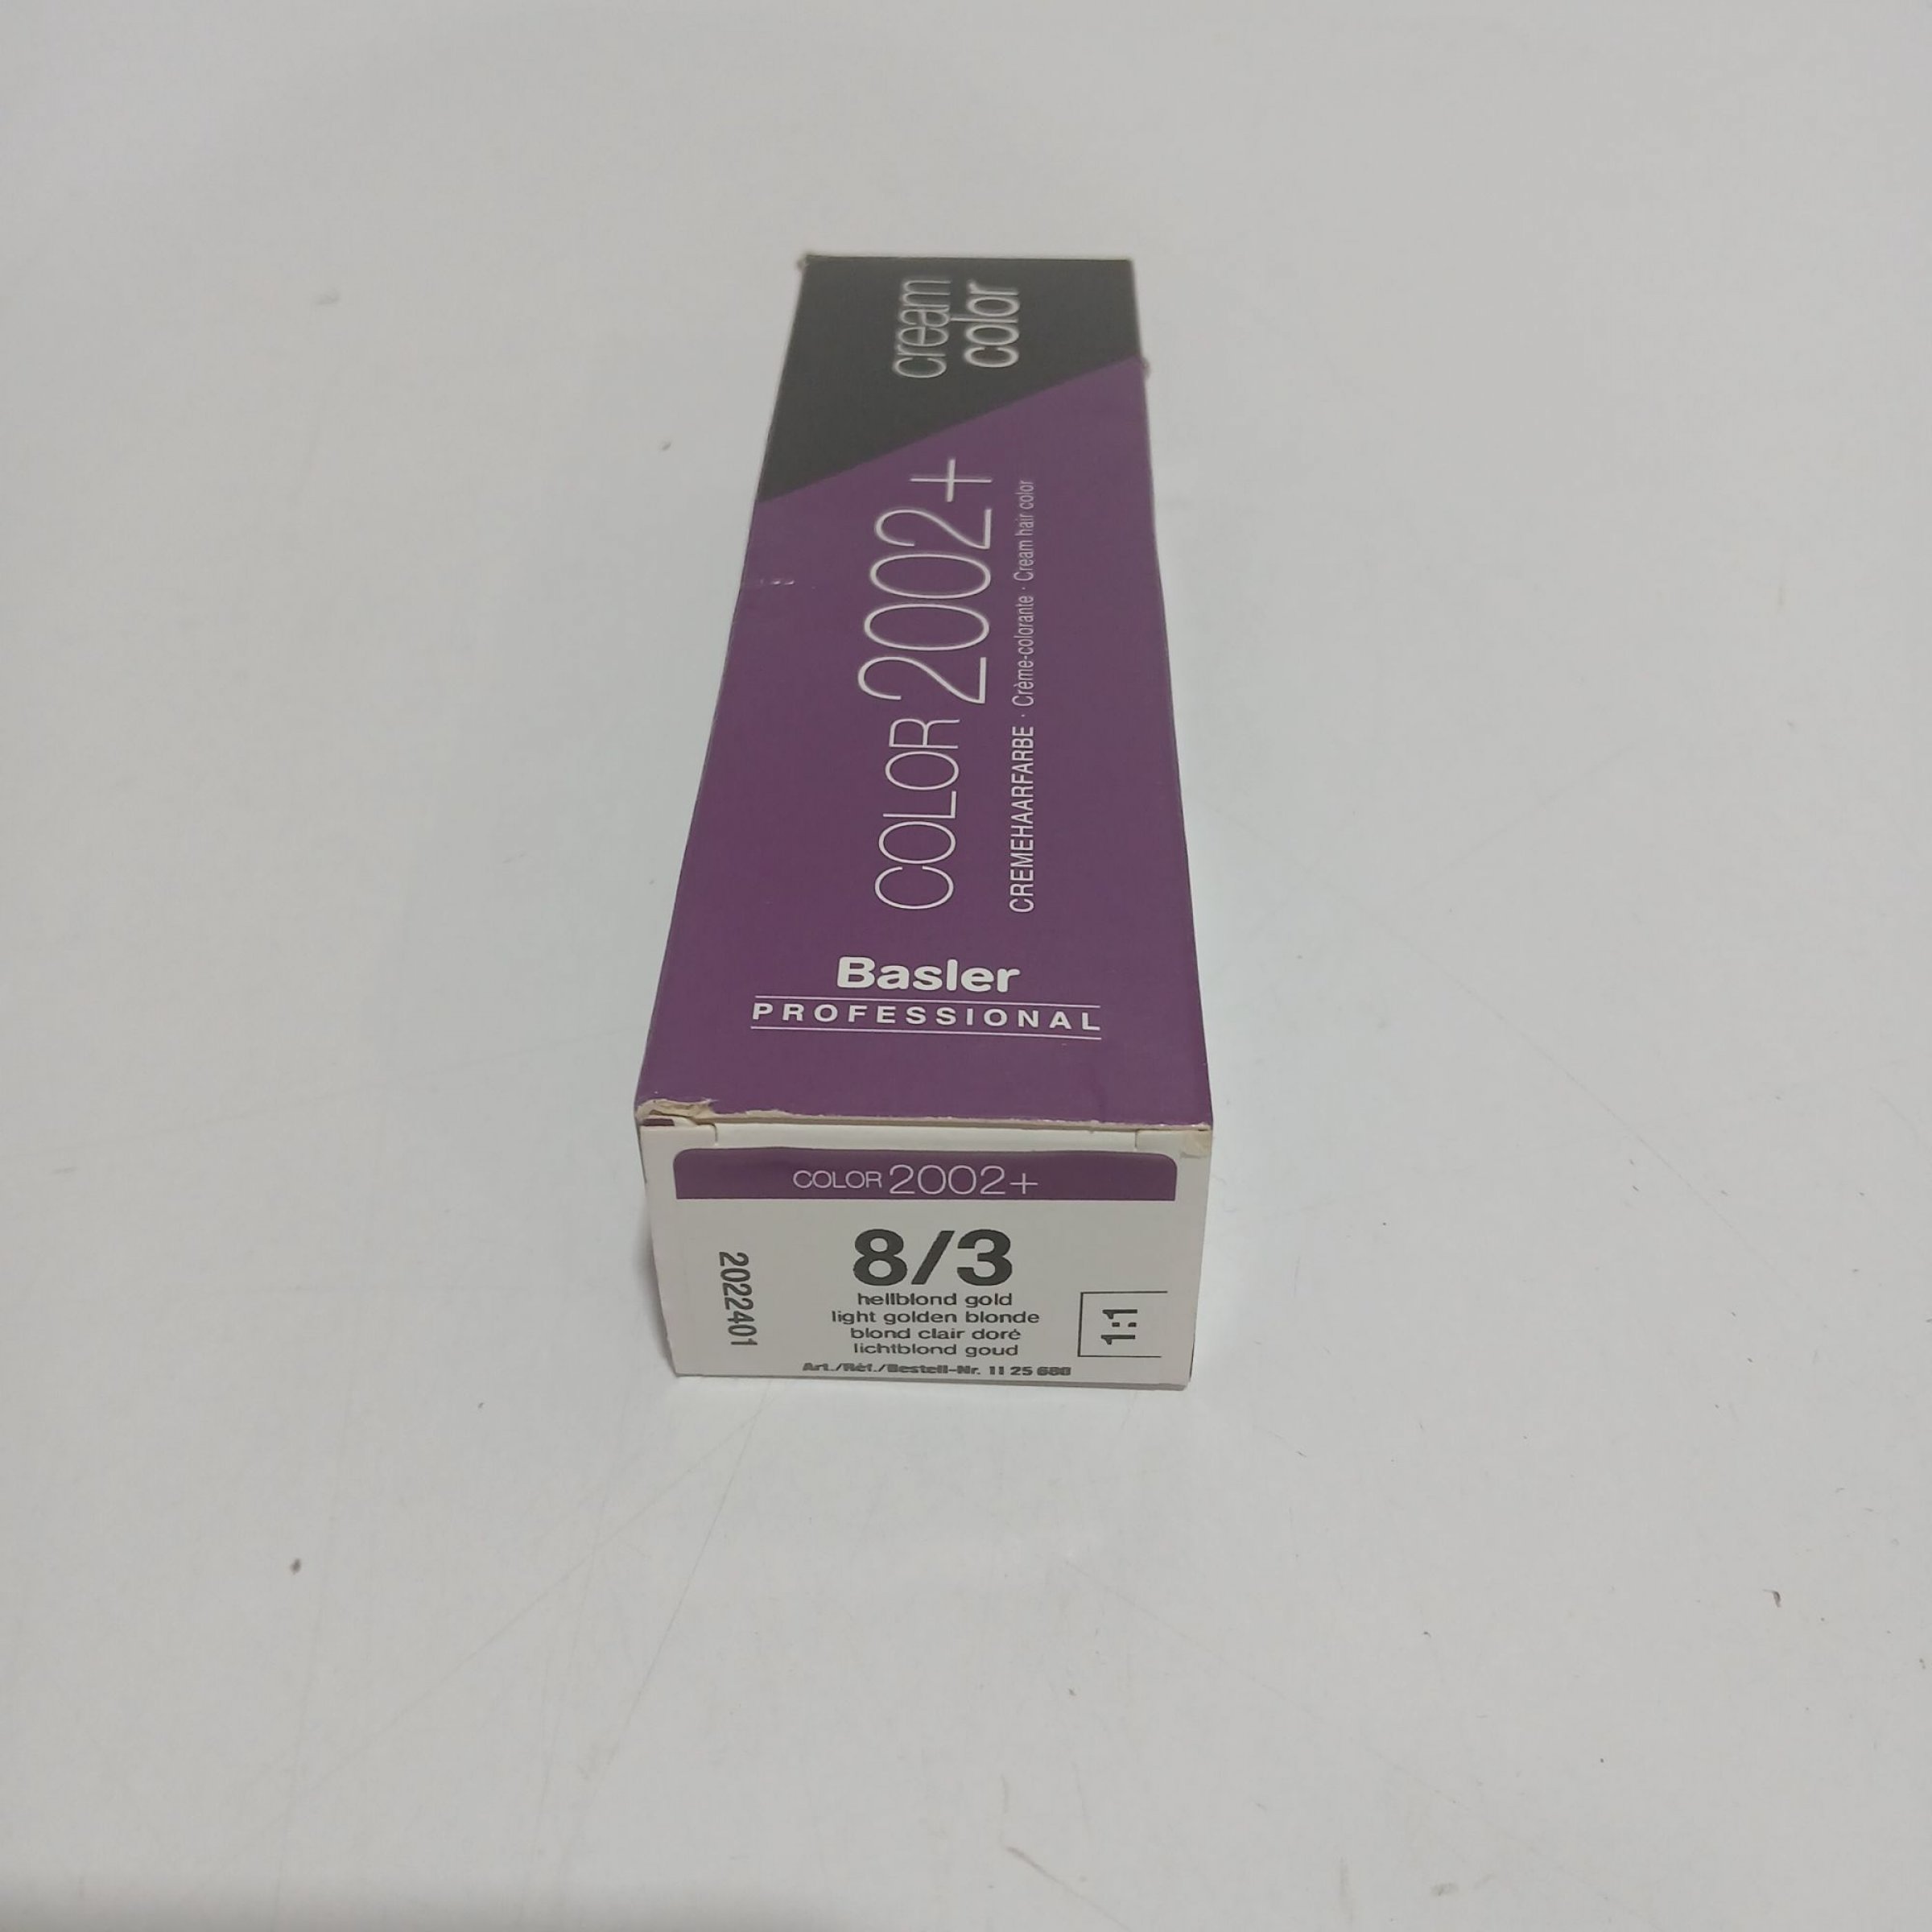 cream
color
COLOR 2002+
CREMEHAARFARBE · Crème-colorante · Cream hair color
Basler
PROFESSIONAL
COLOR 2002+
8/3
hellblond gold
light golden blonde
blond clair doré
lichtblond goud
Art./Réf./Bestell-Nr. 11 25 680
2022401
1:1